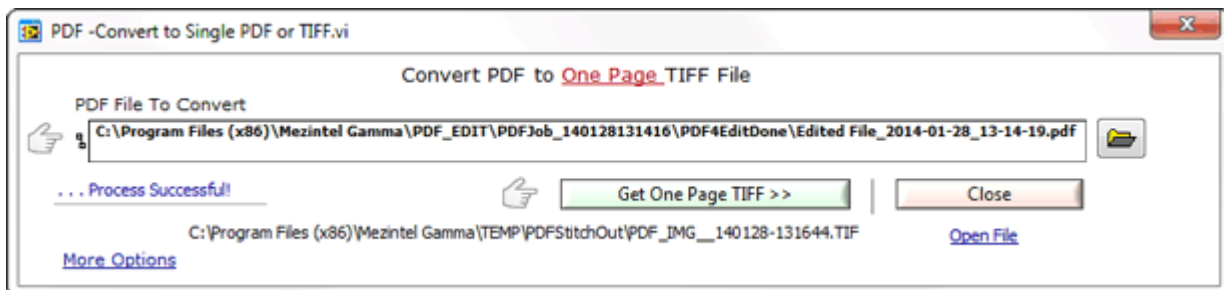 PDF -Convert to Single PDF or TIFF.vi
Convert PDF to One Page TIFF File
PDF File To Convert
C:\Program Files (x86)\Mezintel Gamma\PDF_EDIT\PDFJob_140128131416\PDF4EditDone\Edited File_2014-01-28_13-14-19.pdf
. . . Process Successful!
Get One Page TIFF >>
Close
C:\Program Files (x86)\Mezintel Gamma\TEMP\PDFStitchOut\PDF_IMG__140128-131644.TIF
Open File
More Options